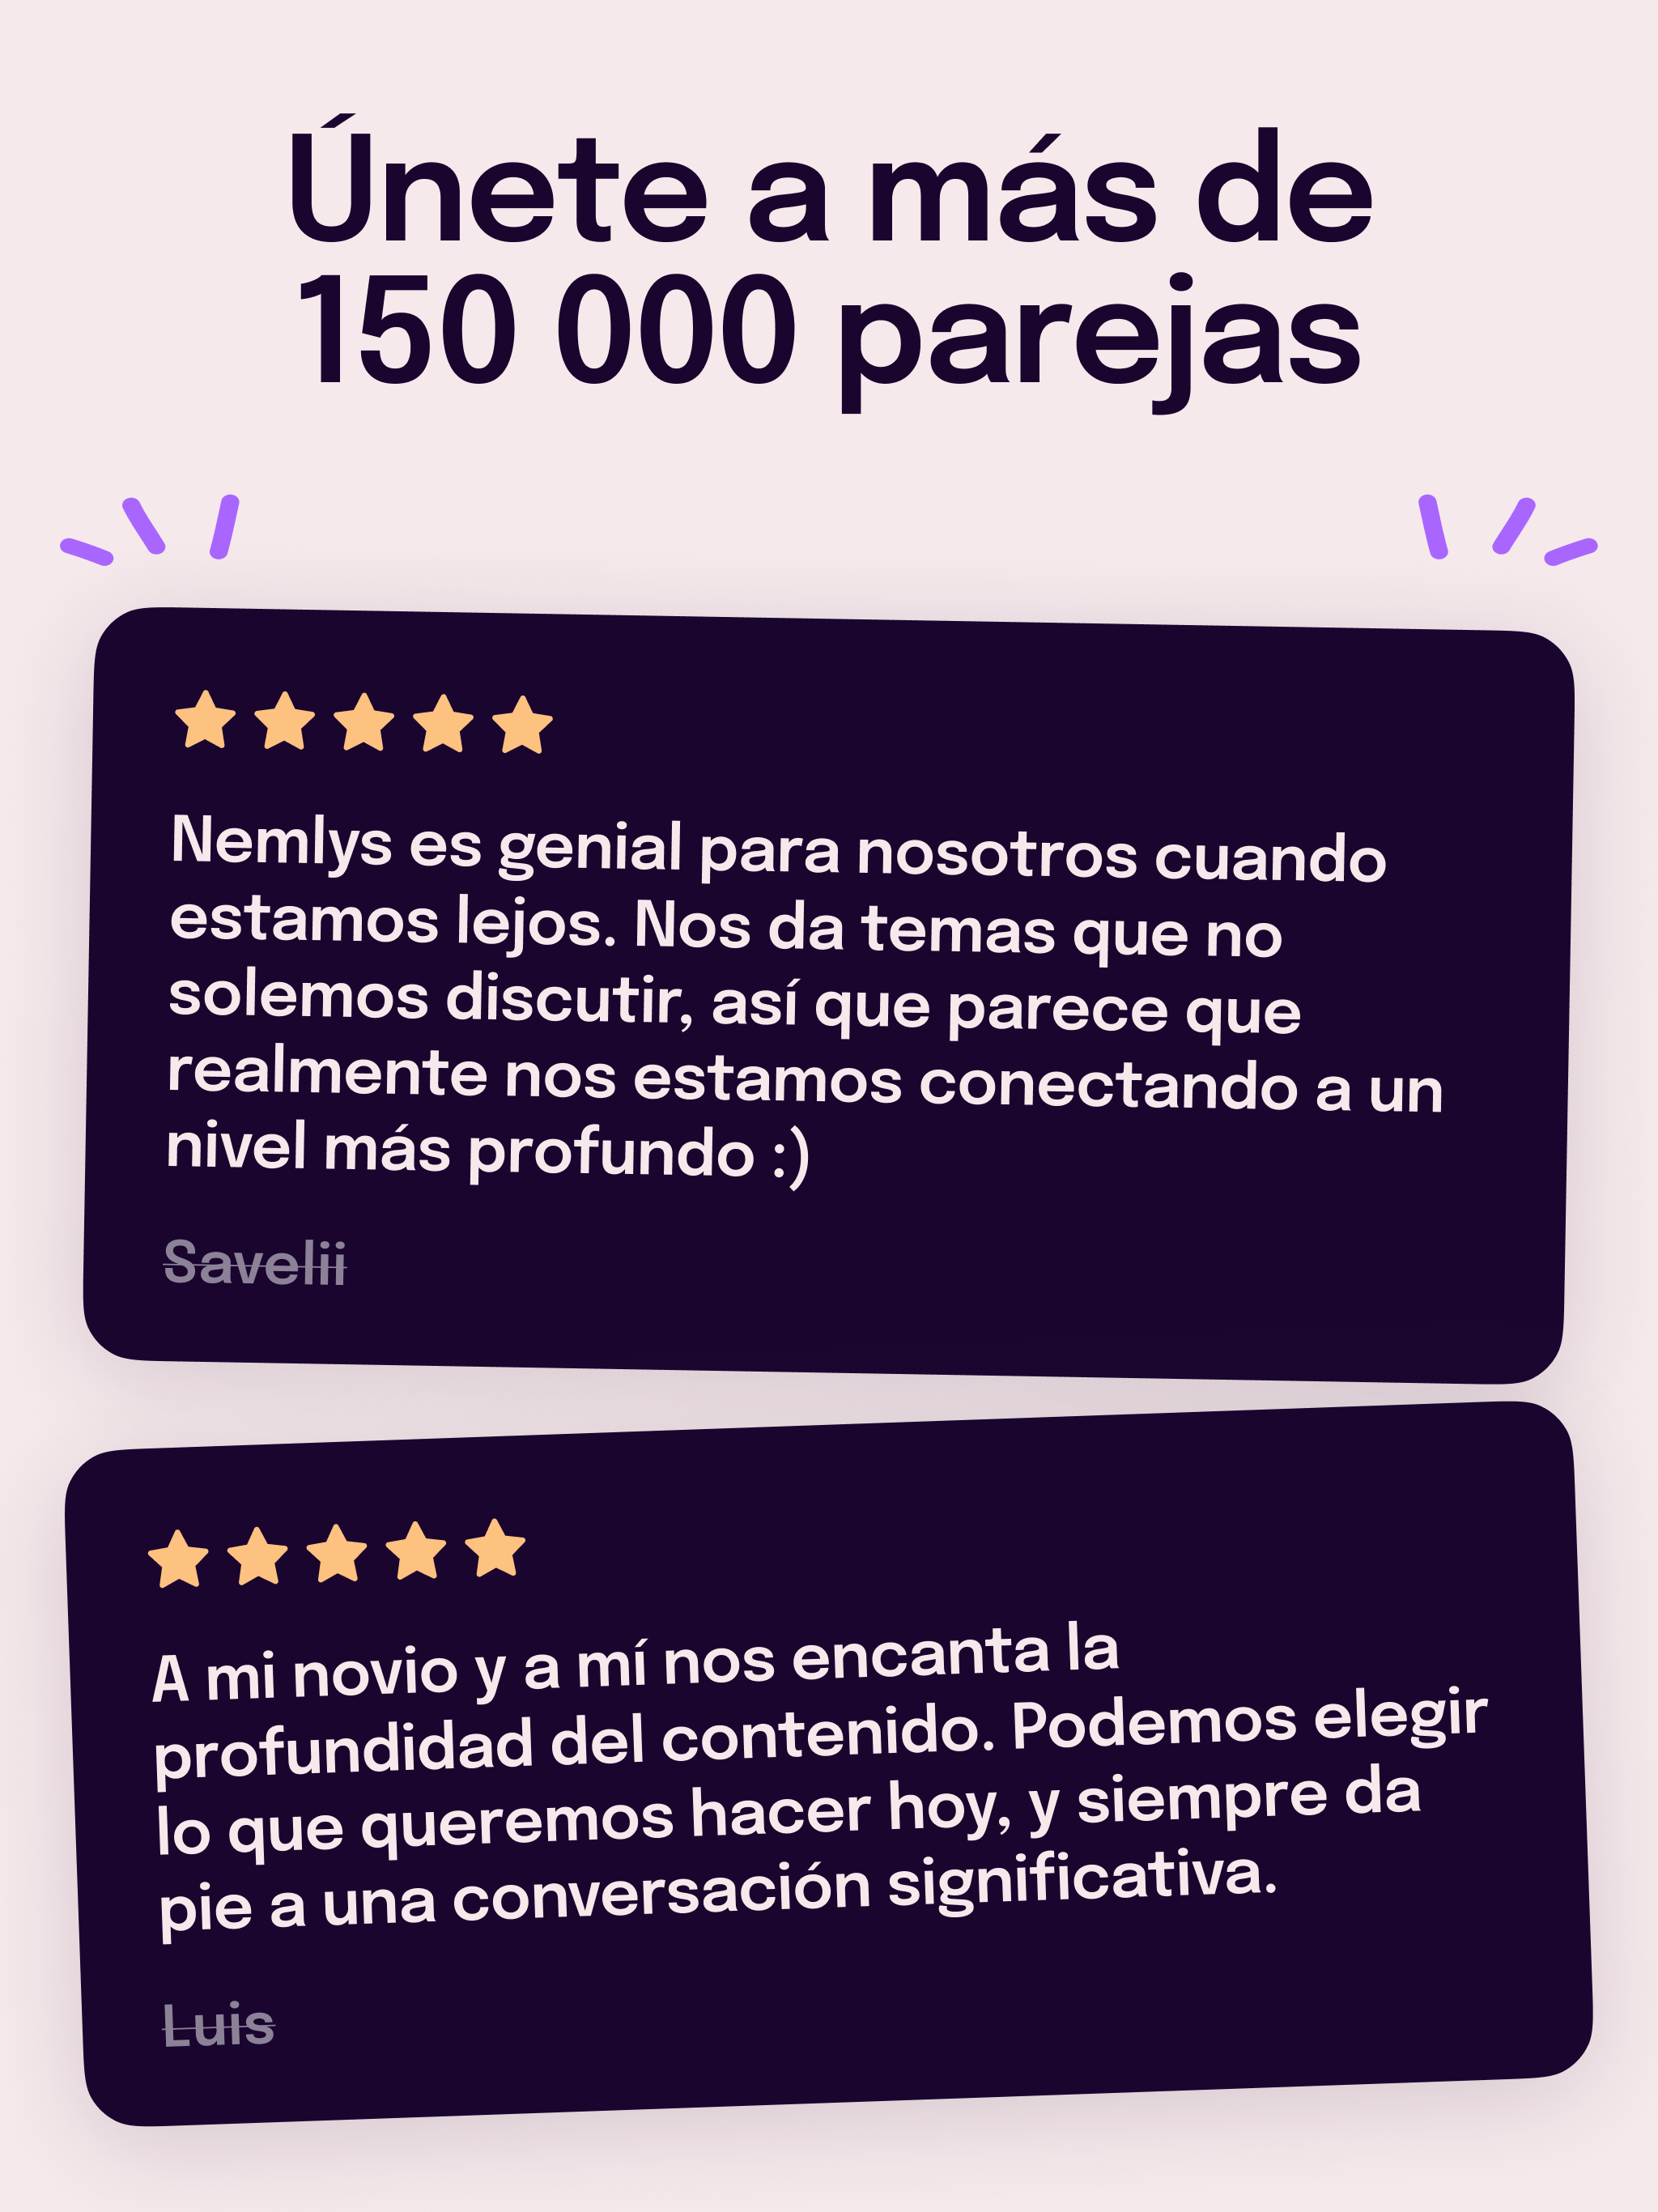 Únete a más de
150 000 parejas
Nemlys es genial para nosotros cuando
estamos lejos. Nos da temas que no
solemos discutir, así que parece que
realmente nos estamos conectando a un
nivel más profundo :)
Savelii
A mi novio y a mí nos encanta la
profundidad del contenido. Podemos elegir
lo que queremos hacer hoy, y siempre da
pie a una conversación significativa.
Luis